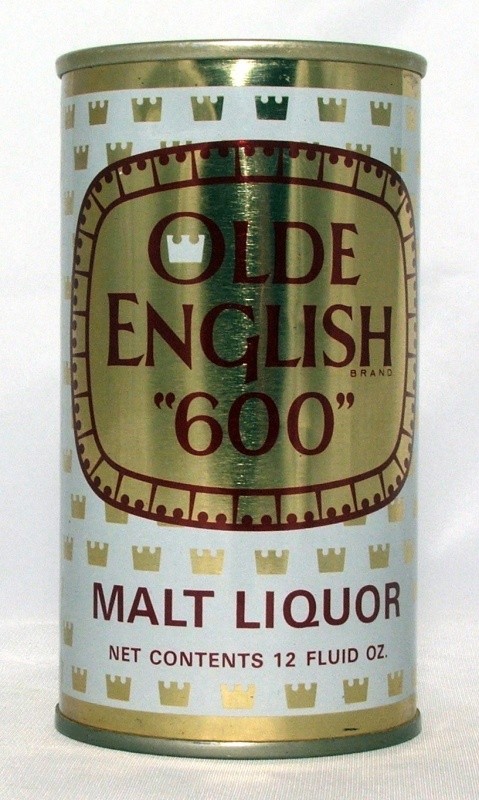 OLDE
ENGLISH
BRAND
"600"
MALT LIQUOR
NET CONTENTS 12 FLUID OZ.